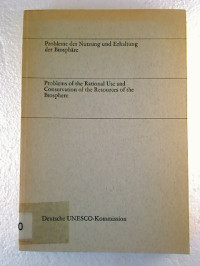 Probleme der Nutzung und Erhaltung
der Biosphäre
Problems of the Rational Use and
Conservation of the Resources of the
Biosphere
Deutsche UNESCO-Kommission
0